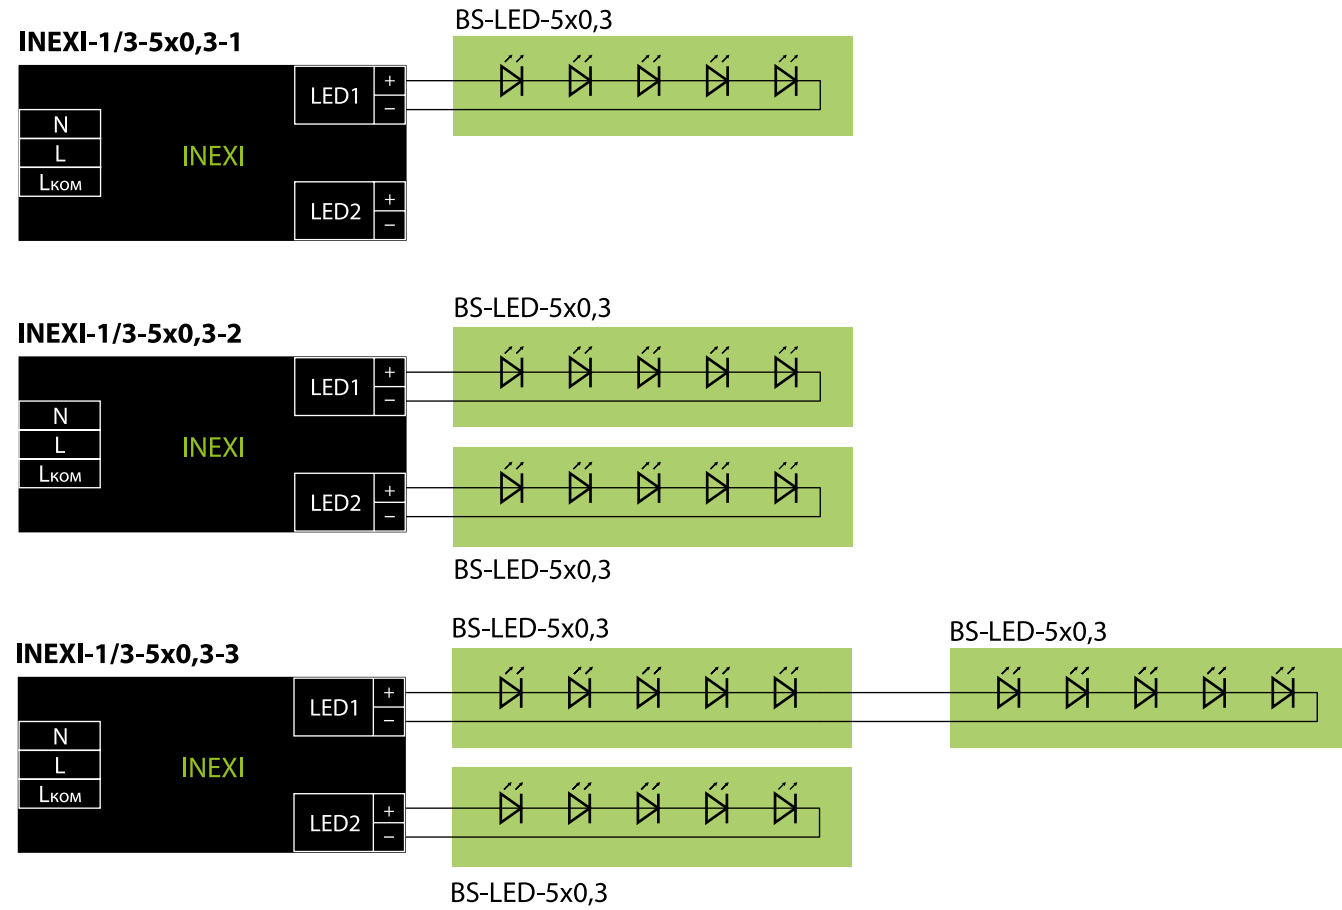 BS-LED-5x0,3
INEXI-1/3-5x0,3-1
LED1
+
−
N
L
Lком
INEXI
LED2
+
−
BS-LED-5x0,3
INEXI-1/3-5x0,3-2
LED1
+
−
N
L
Lком
INEXI
LED2
+
−
BS-LED-5x0,3
BS-LED-5x0,3 BS-LED-5x0,3
INEXI-1/3-5x0,3-3
LED1
+
−
N
L
Lком
INEXI
LED2
+
−
BS-LED-5x0,3